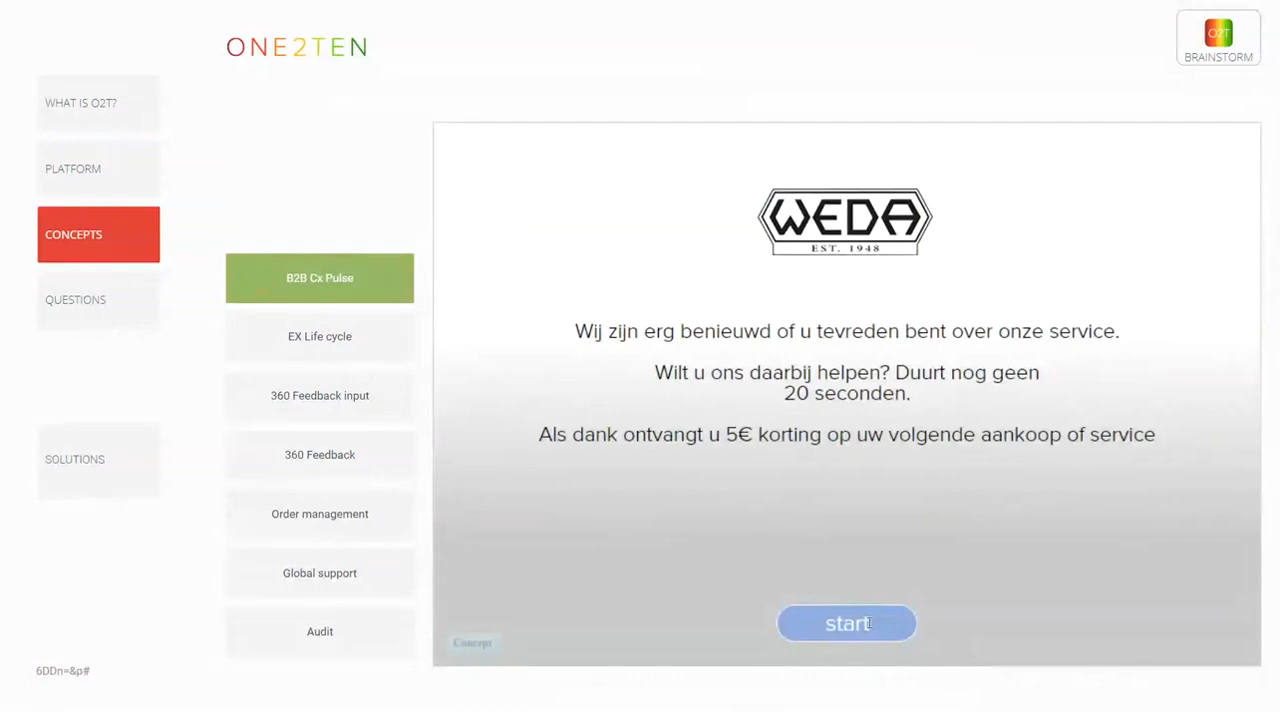 ONE2TEN
O2T
BRAINSTORM
WHAT IS O2T?
PLATFORM
CONCEPTS
QUESTIONS
SOLUTIONS
6DDn=&p#
B2B Cx Pulse
EX Life cycle
360 Feedback input
360 Feedback
Order management
Global support
Audit
WEDA
EST. 1948
Wij zijn erg benieuwd of u tevreden bent over onze service.
Wilt u ons daarbij helpen? Duurt nog geen
20 seconden.
Als dank ontvangt u 5€ korting op uw volgende aankoop of service
start
Concept